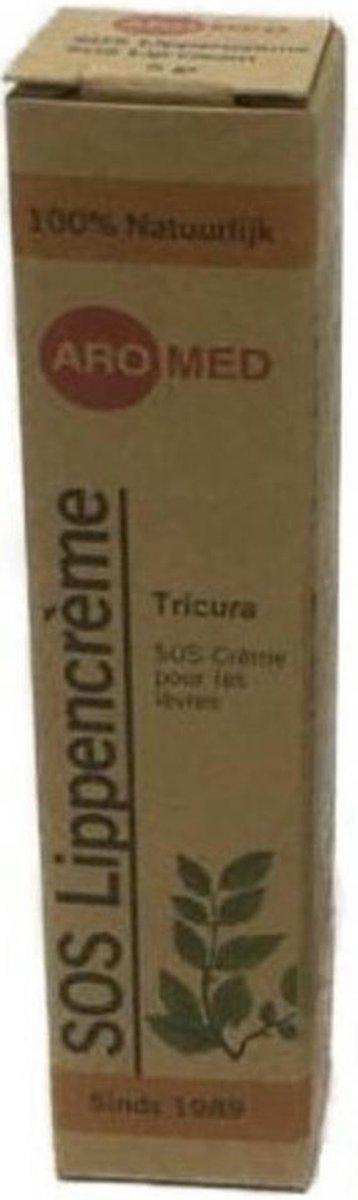 100% Natuurlijk
AROMED
SOS Lippencrème
Tricura
SOS Crème
pour les
lèvres
Sinds 1989